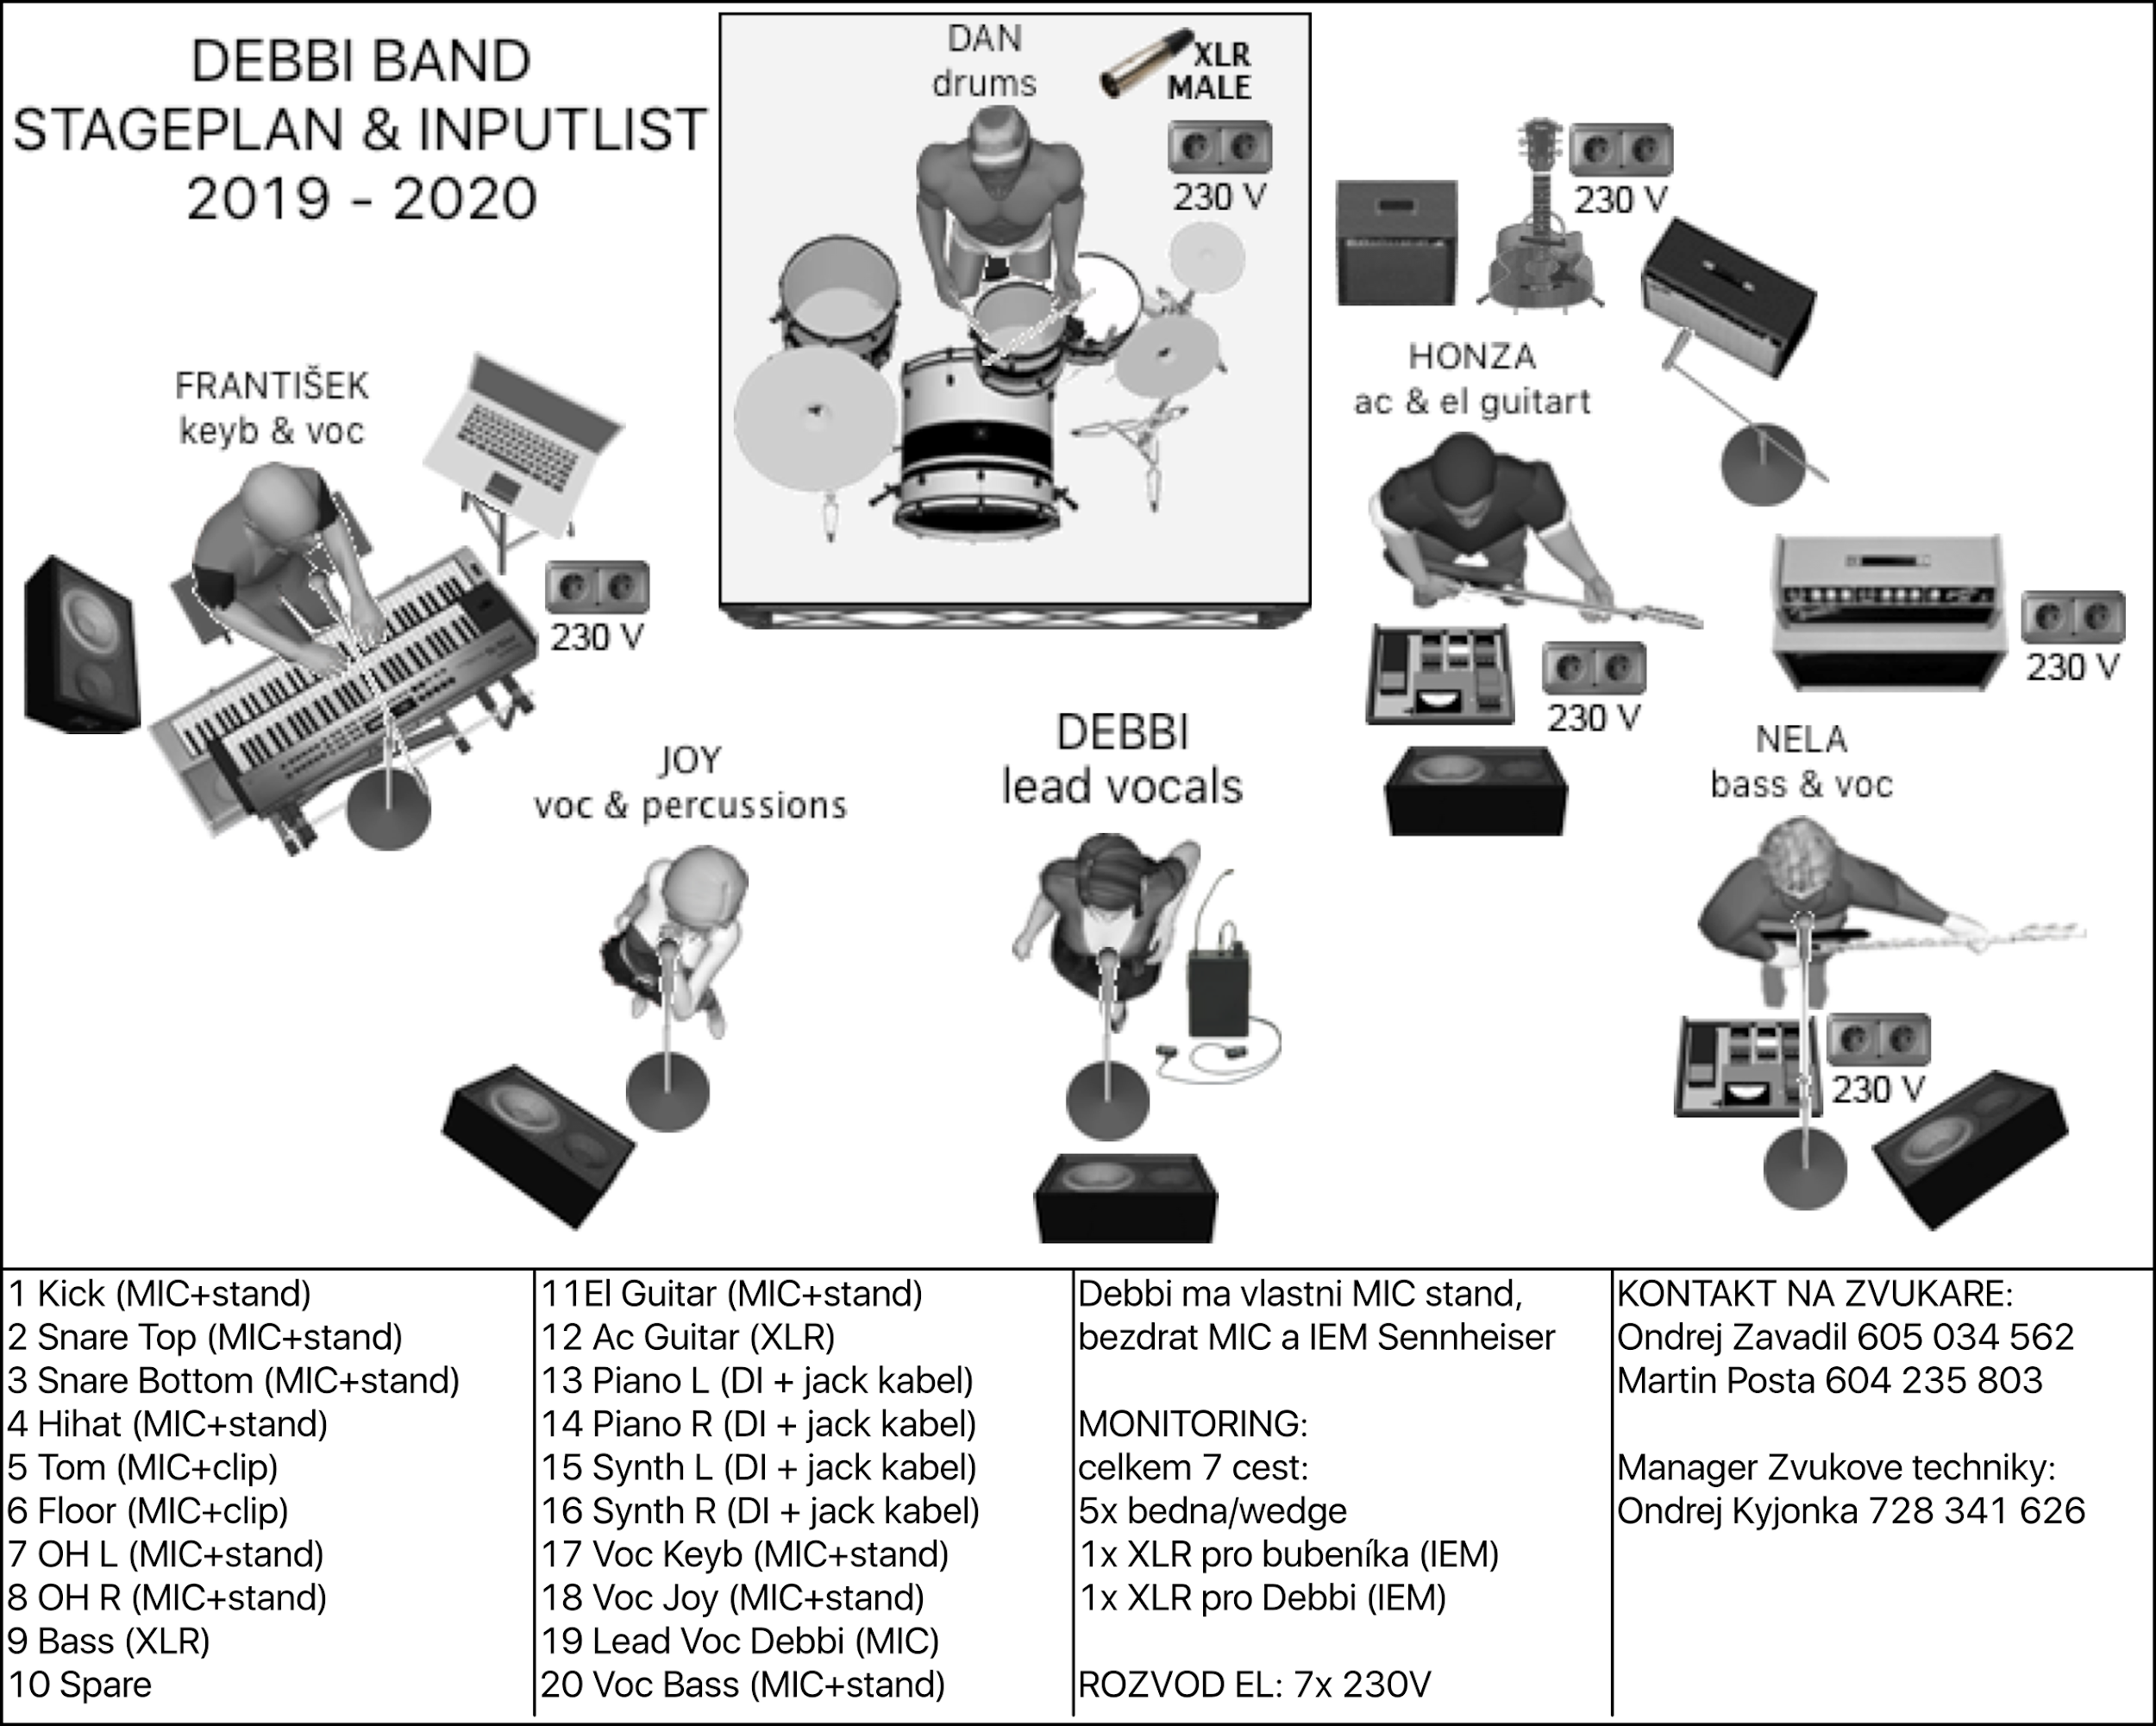 DEBBI BAND
STAGEPLAN & INPUTLIST
2019 - 2020
DAN
drums
XLR
MALE
230 V
230 V
HONZA
ac & el guitart
FRANTIŠEK
keyb & voc
230 V
230 V
230 V
JOY
voc & percussions
DEBBI
lead vocals
NELA
bass & voc
230 V
1 Kick (MIC+stand)
2 Snare Top (MIC+stand)
3 Snare Bottom (MIC+stand)
4 Hihat (MIC+stand)
5 Tom (MIC+clip)
6 Floor (MIC+clip)
7 OH L (MIC+stand)
8 OH R (MIC+stand)
9 Bass (XLR)
10 Spare
11El Guitar (MIC+stand)
12 Ac Guitar (XLR)
13 Piano L (DI + jack kabel)
14 Piano R (DI + jack kabel)
15 Synth L (DI + jack kabel)
16 Synth R (DI + jack kabel)
17 Voc Keyb (MIC+stand)
18 Voc Joy (MIC+stand)
19 Lead Voc Debbi (MIC)
20 Voc Bass (MIC+stand)
Debbi ma vlastni MIC stand,
bezdrat MIC a IEM Sennheiser
MONITORING:
celkem 7 cest:
5x bedna/wedge
1x XLR pro bubeníka (IEM)
1x XLR pro Debbi (IEM)
ROZVOD EL: 7x 230V
KONTAKT NA ZVUKARE:
Ondrej Zavadil 605 034 562
Martin Posta 604 235 803
Manager Zvukove techniky:
Ondrej Kyjonka 728 341 626